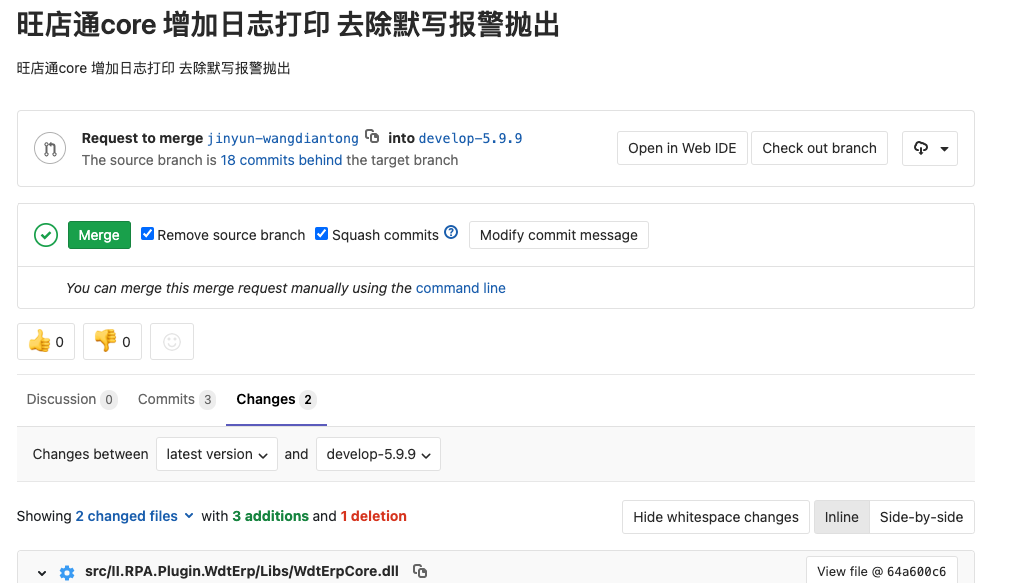 旺店通core 增加日志打印 去除默写报警抛出
旺店通core 增加日志打印 去除默写报警抛出
Request to merge jinyun-wangdiantong into develop-5.9.9
The source branch is 18 commits behind the target branch
Open in Web IDE
Check out branch
Merge
Remove source branch
Squash commits
Modify commit message
You can merge this merge request manually using the command line
0
0
Discussion 0
Commits 3
Changes 2
Changes between latest version and develop-5.9.9
Showing 2 changed files with 3 additions and 1 deletion
Hide whitespace changes
Inline
Side-by-side
src/II.RPA.Plugin.WdtErp/Libs/WdtErpCore.dll
View file @ 64a600c6